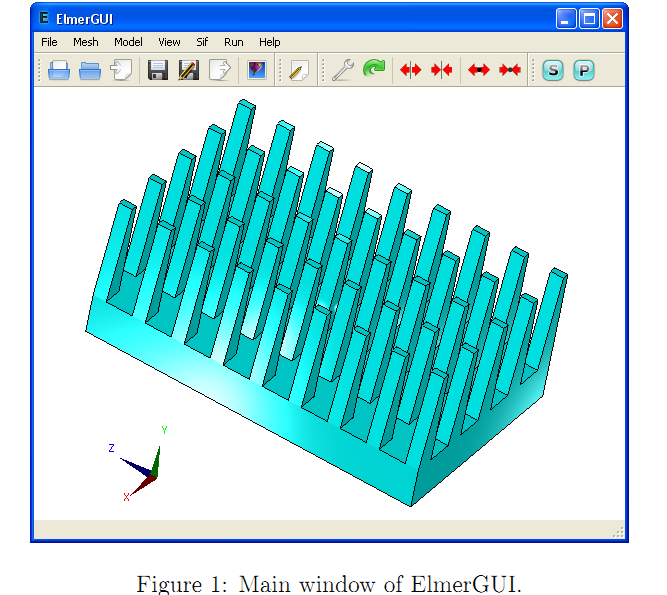 E ElmerGUI
File Mesh Model View Sif Run Help
S P
Y
Z
X
Figure 1: Main window of ElmerGUI.